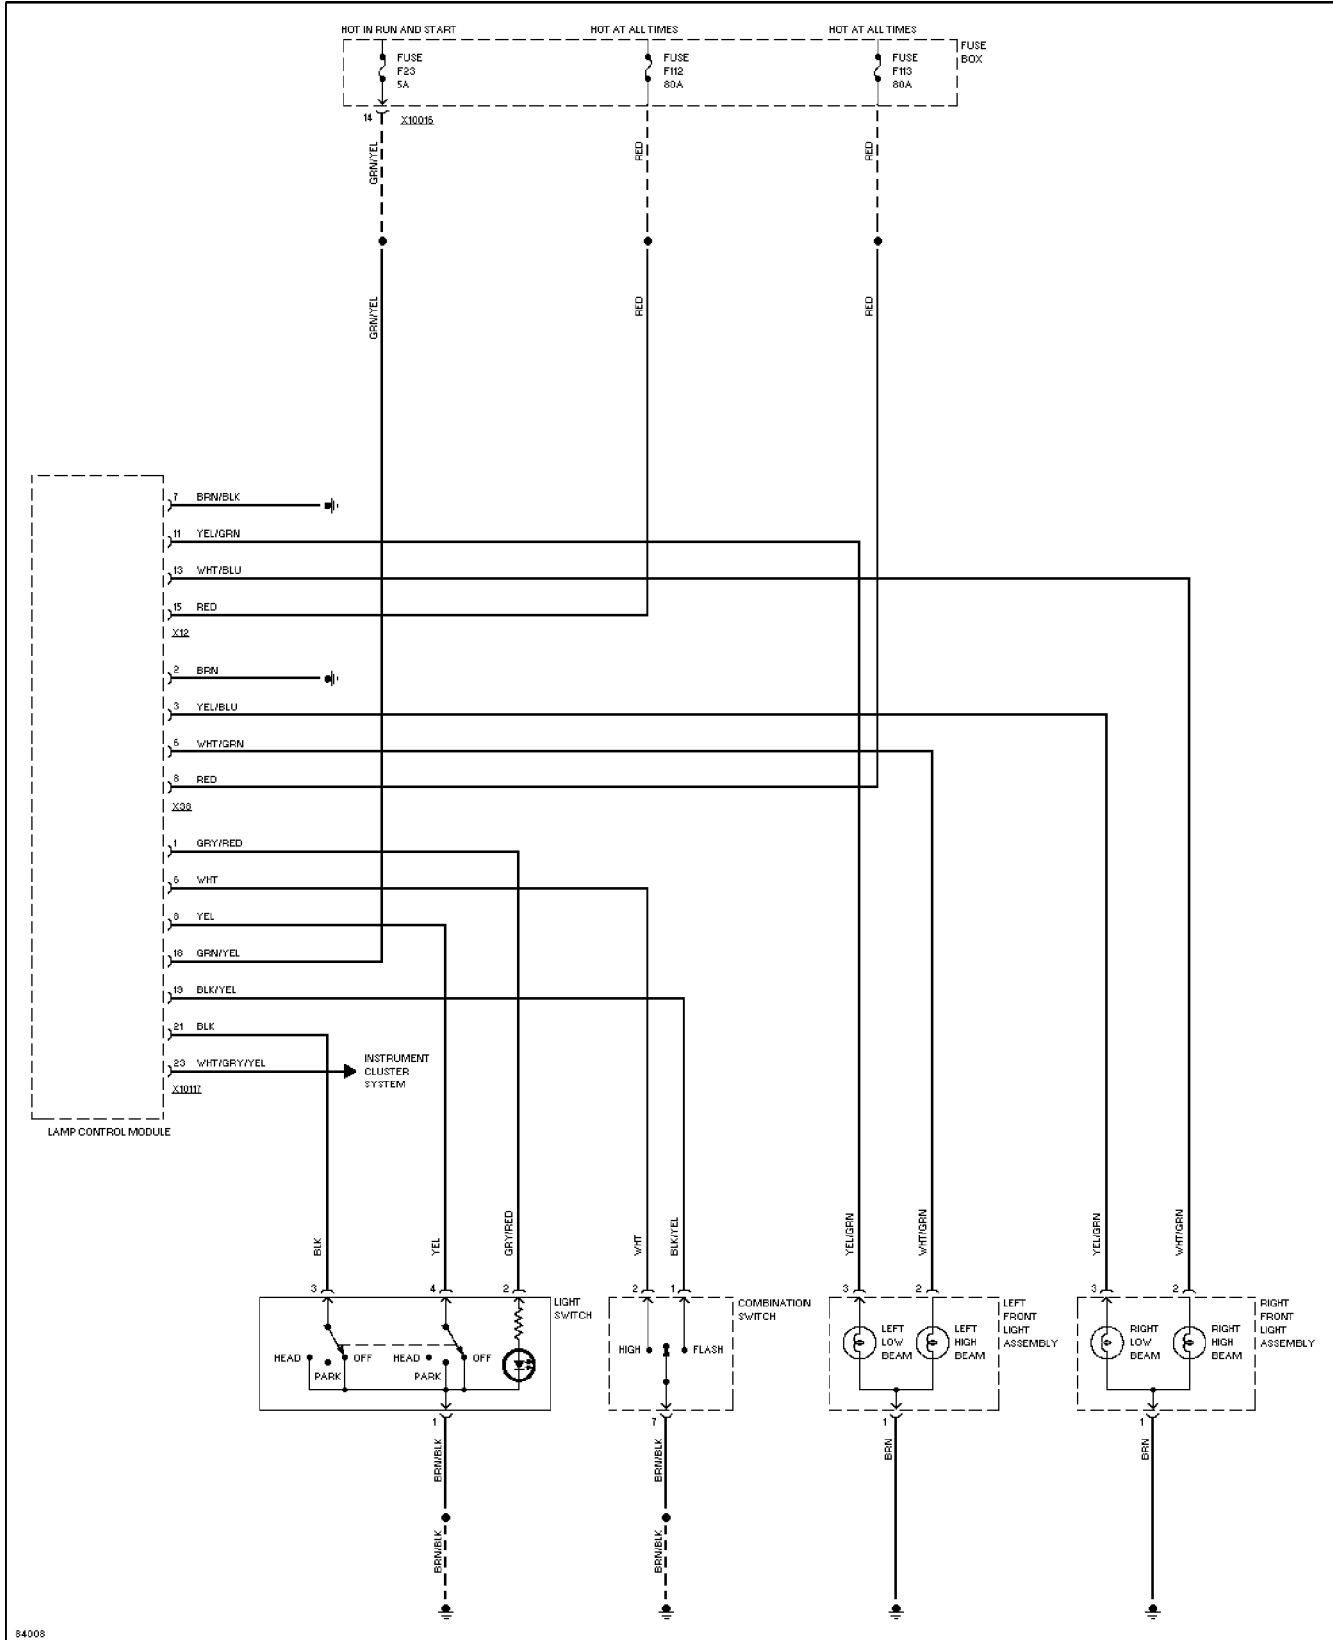 HOT IN RUN AND START
HOT AT ALL TIMES
HOT AT ALL TIMES
FUSE
F23
5A
FUSE
F112
80A
FUSE
F113
80A
FUSE
BOX
14
X10016
GRN/YEL
RED
RED
GRN/YEL
RED
RED
7 BRN/BLK
11 YEL/GRN
13 WHT/BLU
15 RED
X12
2 BRN
3 YEL/BLU
6 WHT/GRN
8 RED
X38
1 GRY/RED
6 WHT
8 YEL
18 GRN/YEL
19 BLK/YEL
21 BLK
23 WHT/GRY/YEL
X10117
INSTRUMENT
CLUSTER
SYSTEM
LAMP CONTROL MODULE
BLK
YEL
GRY/RED
WHT
BLK/YEL
YEL/GRN
WHT/GRN
YEL/GRN
WHT/GRN
3
4
2
2
1
3
2
3
2
LIGHT
SWITCH
COMBINATION
SWITCH
LEFT
FRONT
LIGHT
ASSEMBLY
RIGHT
FRONT
LIGHT
ASSEMBLY
HEAD
OFF
PARK
HEAD
OFF
PARK
HIGH
FLASH
LEFT
LOW
BEAM
LEFT
HIGH
BEAM
RIGHT
LOW
BEAM
RIGHT
HIGH
BEAM
1
7
1
1
BRN/BLK
BRN/BLK
BRN
BRN
BRN/BLK
BRN/BLK
84008